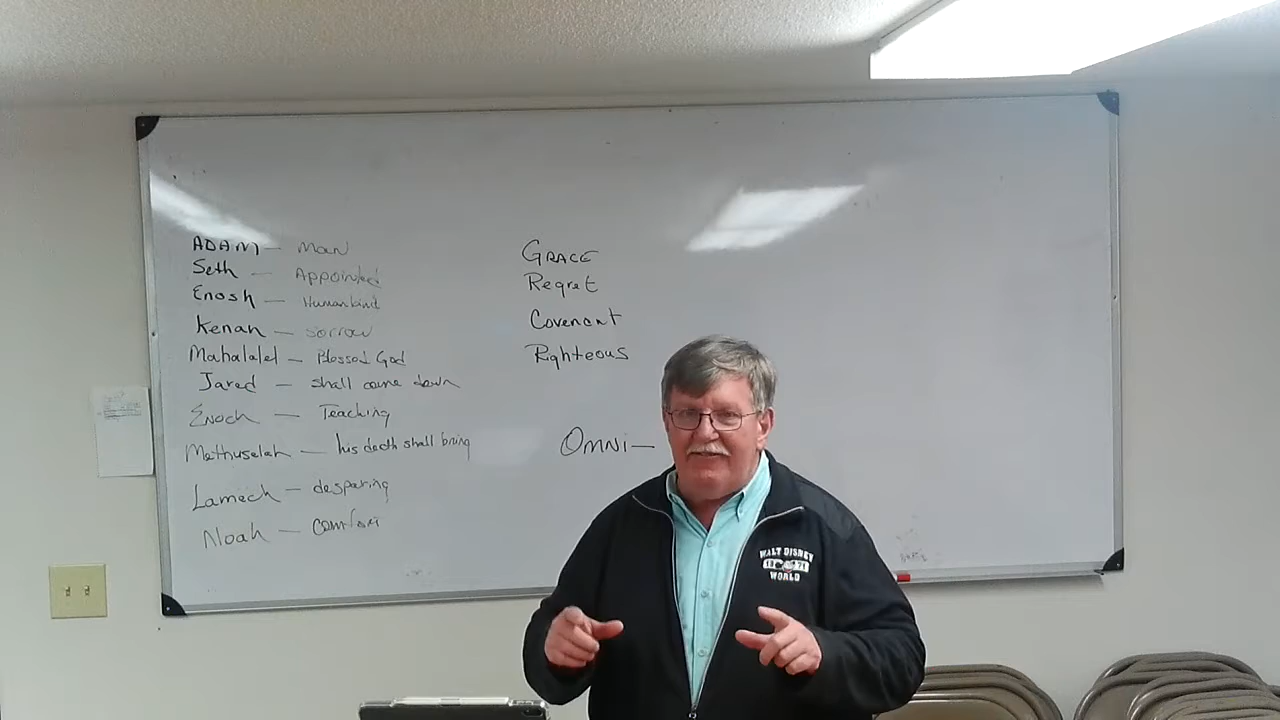 ADAM — Man
Seth — Appointed
Enosh — Humankind
Kenan — Sorrow
Mahalalel — Blessed God
Jared — shall come down
Enoch — Teaching
Methuselah — his death shall bring
Lamech — despairing
Noah — Comfort
GRACE
Regret
Covenant
Righteous
OMNI—
WALT DISNEY
WORLD